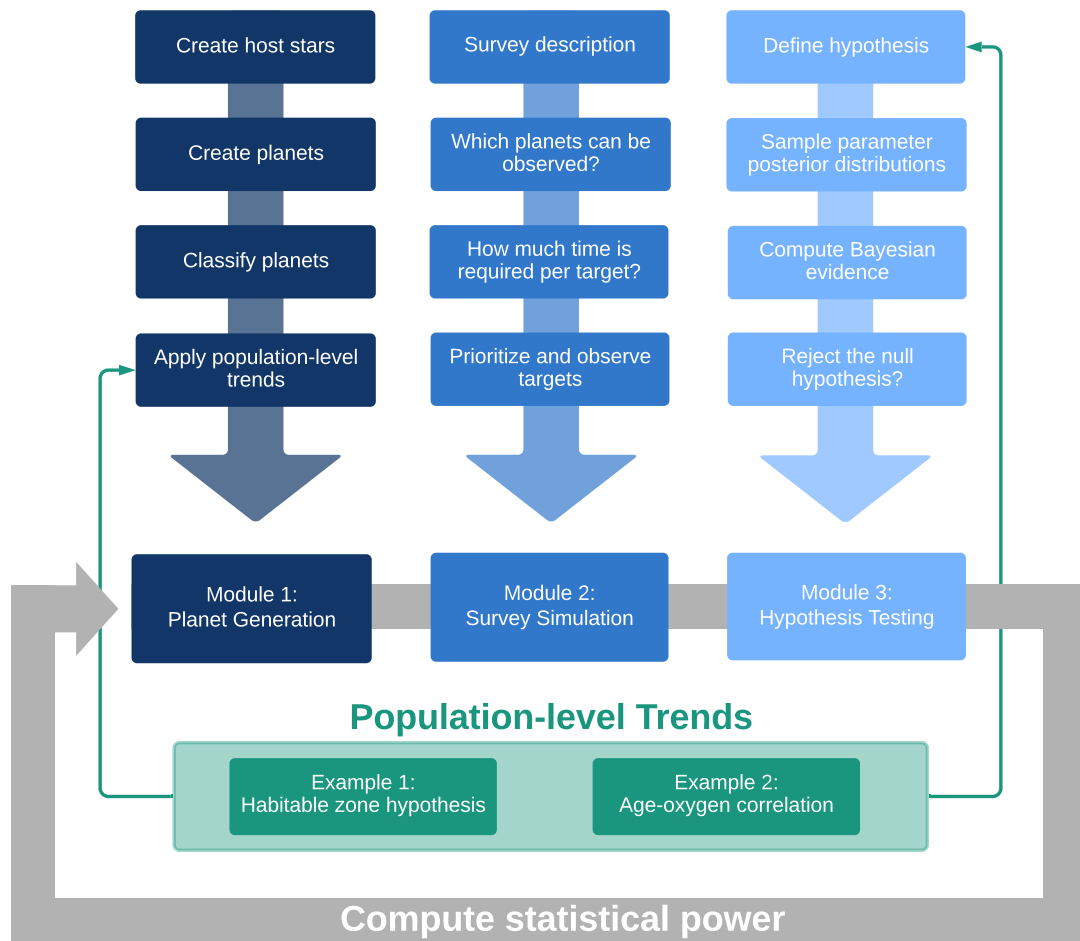 Create host stars
Create planets
Classify planets
Apply population-level
trends
Module 1:
Planet Generation
Survey description
Which planets can be
observed?
How much time is
required per target?
Prioritize and observe
targets
Module 2:
Survey Simulation
Define hypothesis
Sample parameter
posterior distributions
Compute Bayesian
evidence
Reject the null
hypothesis?
Module 3:
Hypothesis Testing
Population-level Trends
Example 1:
Habitable zone hypothesis
Example 2:
Age-oxygen correlation
Compute statistical power